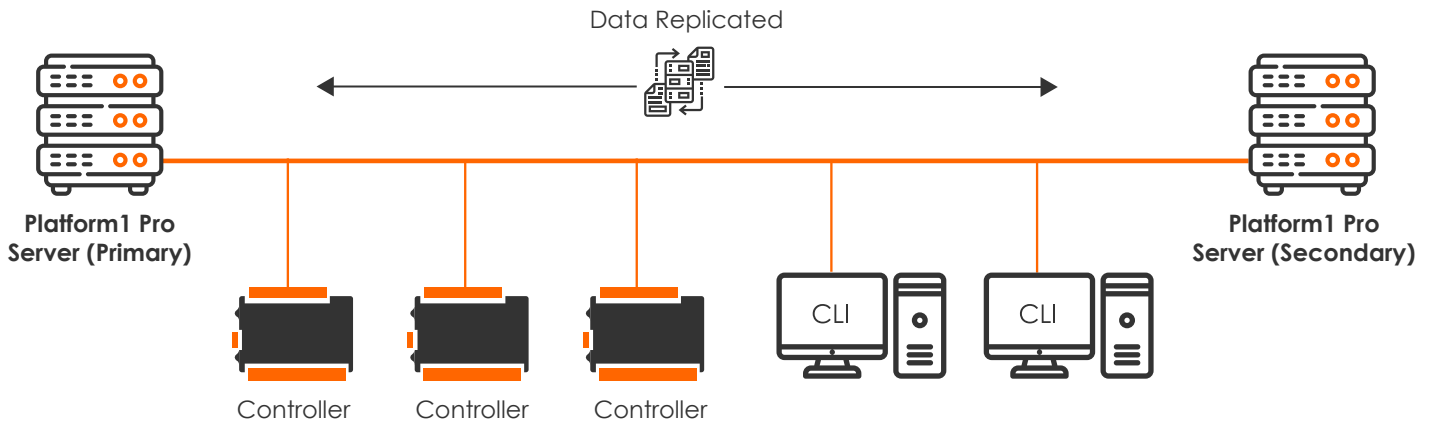 Data Replicated
Platform1 Pro
Server (Primary)
Platform1 Pro
Server (Secondary)
CLI
CLI
Controller
Controller
Controller